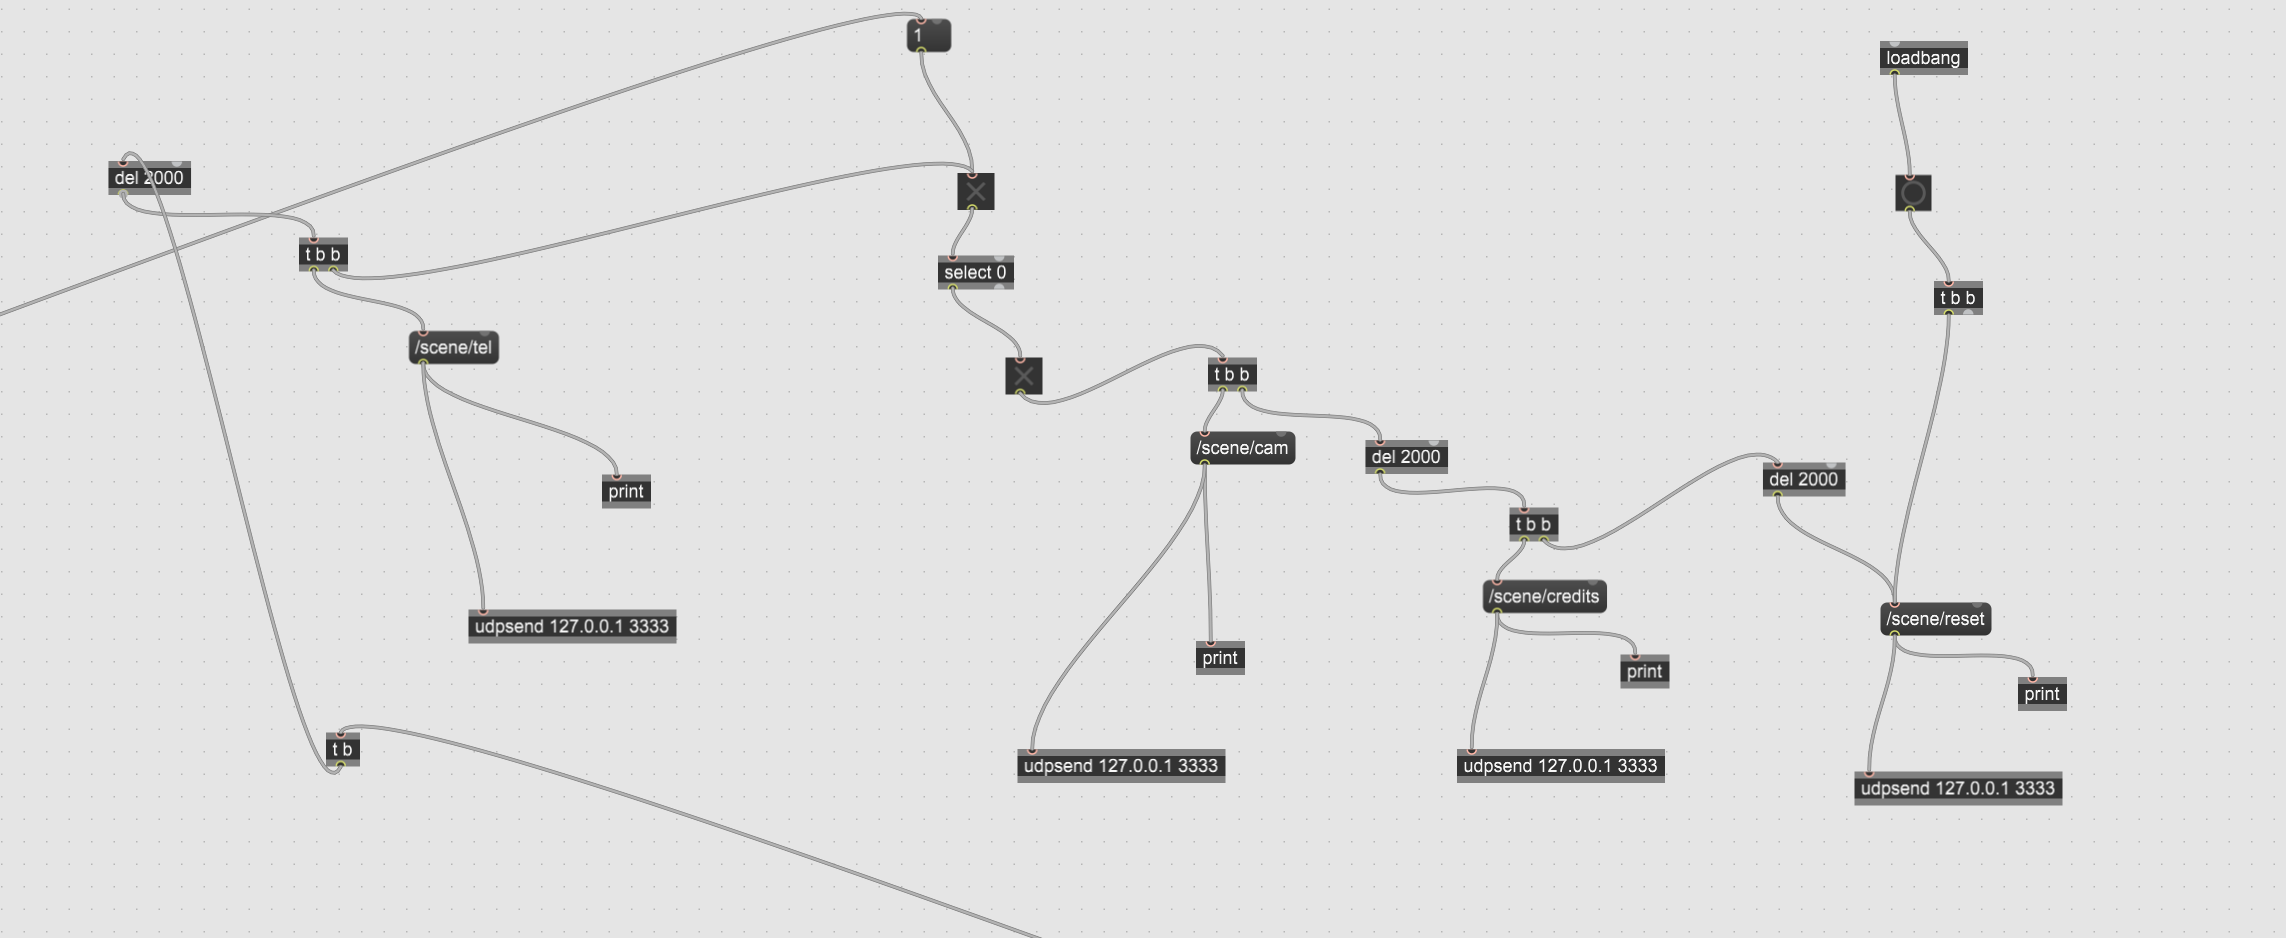 1
loadbang
del 2000
t b b
select 0
t b b
/scene/tel
t b b
/scene/cam
del 2000
del 2000
print
t b b
/scene/credits
/scene/reset
udpsend 127.0.0.1 3333
print
print
print
t b
udpsend 127.0.0.1 3333
udpsend 127.0.0.1 3333
udpsend 127.0.0.1 3333